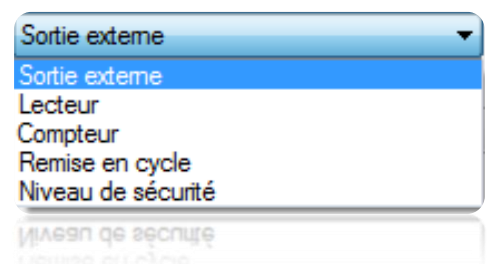 Sortie externe
Sortie externe
Lecteur
Compteur
Remise en cycle
Niveau de sécurité